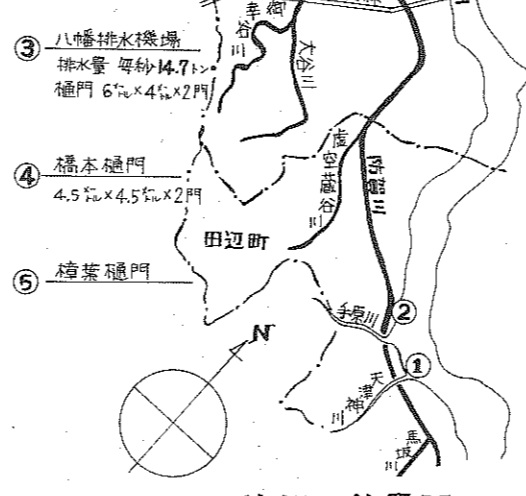 ③ 八幡排水機場
排水量 毎秒14.7トン
樋門 6メートル×4メートル×2門
④ 橋本樋門
4.5メートル×4.5メートル×2門
⑤ 樟葉樋門
御幸谷川
大谷川
虚空蔵谷川
防賀川
田辺町
手原川
②
①
天津神川
馬坂川
N